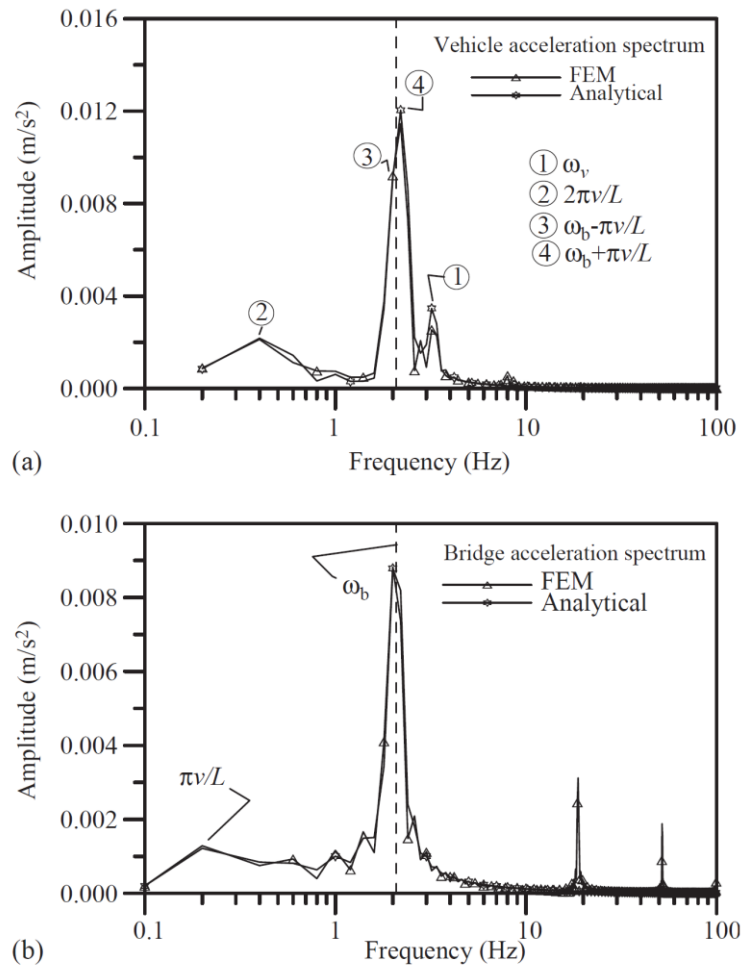 0.016
Vehicle acceleration spectrum
④
FEM
Analytical
0.012
③
① ωᵥ
② 2πv/L
③ ω_b-πv/L
④ ω_b+πv/L
Amplitude (m/s²)
0.008
①
0.004
②
0.000
0.1 1 10 100
(a) Frequency (Hz)
0.010
Bridge acceleration spectrum
FEM
ω_b
Analytical
0.008
Amplitude (m/s²)
0.006
0.004
πv/L
0.002
0.000
0.1 1 10 100
(b) Frequency (Hz)